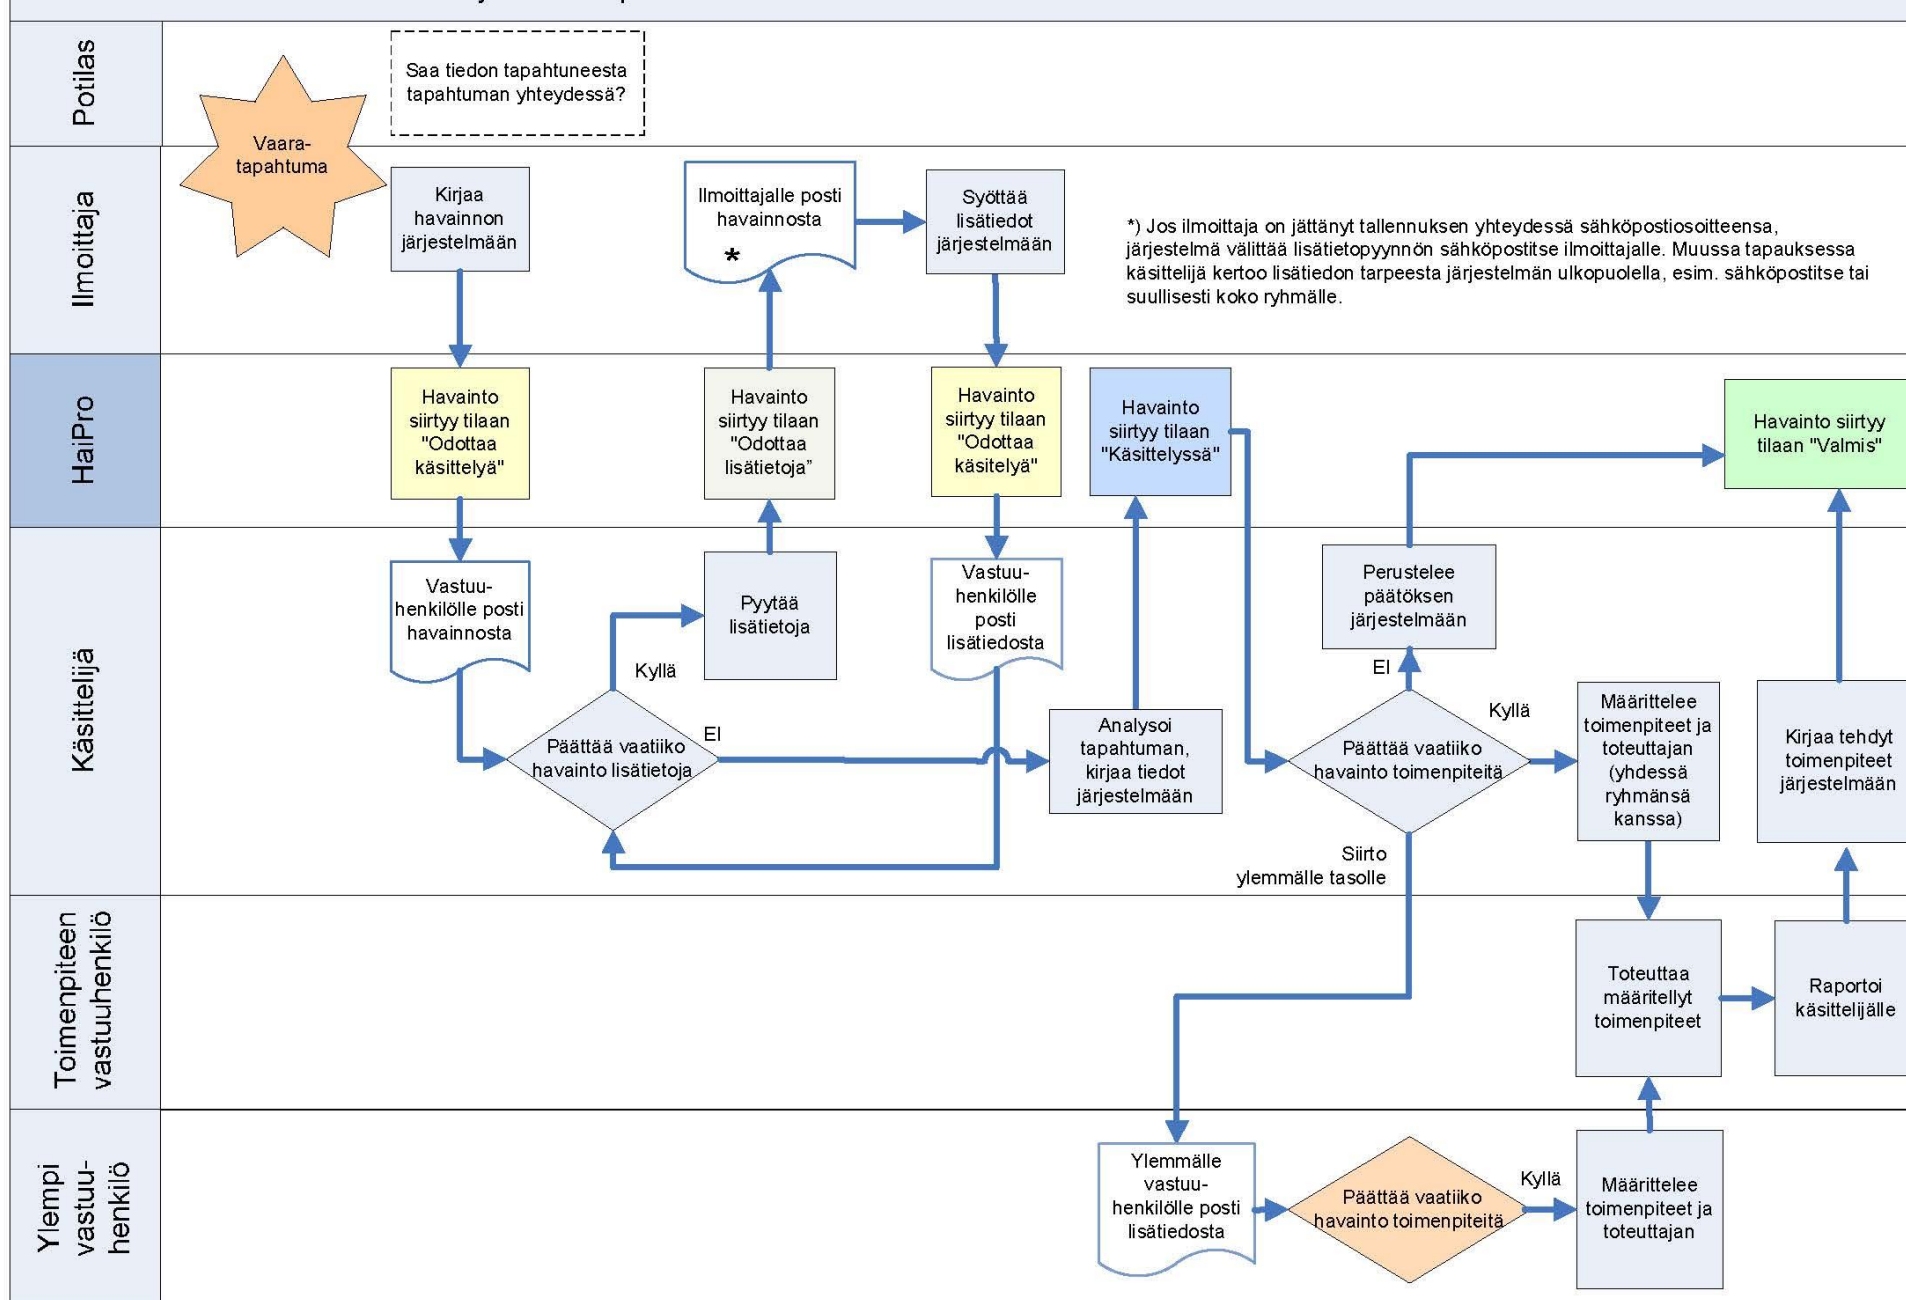 Potilas
Vaara-
tapahtuma
Saa tiedon tapahtuneesta
tapahtuman yhteydessä?
Ilmoittaja
Kirjaa
havainnon
järjestelmään
Ilmoittajalle posti
havainnosta
*
Syöttää
lisätiedot
järjestelmään
*) Jos ilmoittaja on jättänyt tallennuksen yhteydessä sähköpostiosoitteensa,
järjestelmä välittää lisätietopyynnön sähköpostitse ilmoittajalle. Muussa tapauksessa
käsittelijä kertoo lisätiedon tarpeesta järjestelmän ulkopuolella, esim. sähköpostitse tai
suullisesti koko ryhmälle.
HaiPro
Havainto
siirtyy tilaan
"Odottaa
käsittelyä"
Havainto
siirtyy tilaan
"Odottaa
lisätietoja”
Havainto
siirtyy tilaan
"Odottaa
käsitelyä"
Havainto
siirtyy tilaan
"Käsittelyssä"
Havainto siirtyy
tilaan "Valmis"
Käsittelijä
Vastuu-
henkilölle posti
havainnosta
Kyllä
Pyytää
lisätietoja
Päättää vaatiiko
havainto lisätietoja
EI
Vastuu-
henkilölle
posti
lisätiedosta
Analysoi
tapahtuman,
kirjaa tiedot
järjestelmään
Perustelee
päätöksen
järjestelmään
EI
Päättää vaatiiko
havainto toimenpiteitä
Kyllä
Siirto
ylemmälle tasolle
Määrittelee
toimenpiteet ja
toteuttajan
(yhdessä
ryhmänsä
kanssa)
Kirjaa tehdyt
toimenpiteet
järjestelmään
Toimenpiteen
vastuuhenkilö
Toteuttaa
määritellyt
toimenpiteet
Raportoi
käsittelijälle
Ylempi
vastuu-
henkilö
Ylemmälle
vastuu-
henkilölle posti
lisätiedosta
Päättää vaatiiko
havainto toimenpiteitä
Kyllä
Määrittelee
toimenpiteet ja
toteuttajan